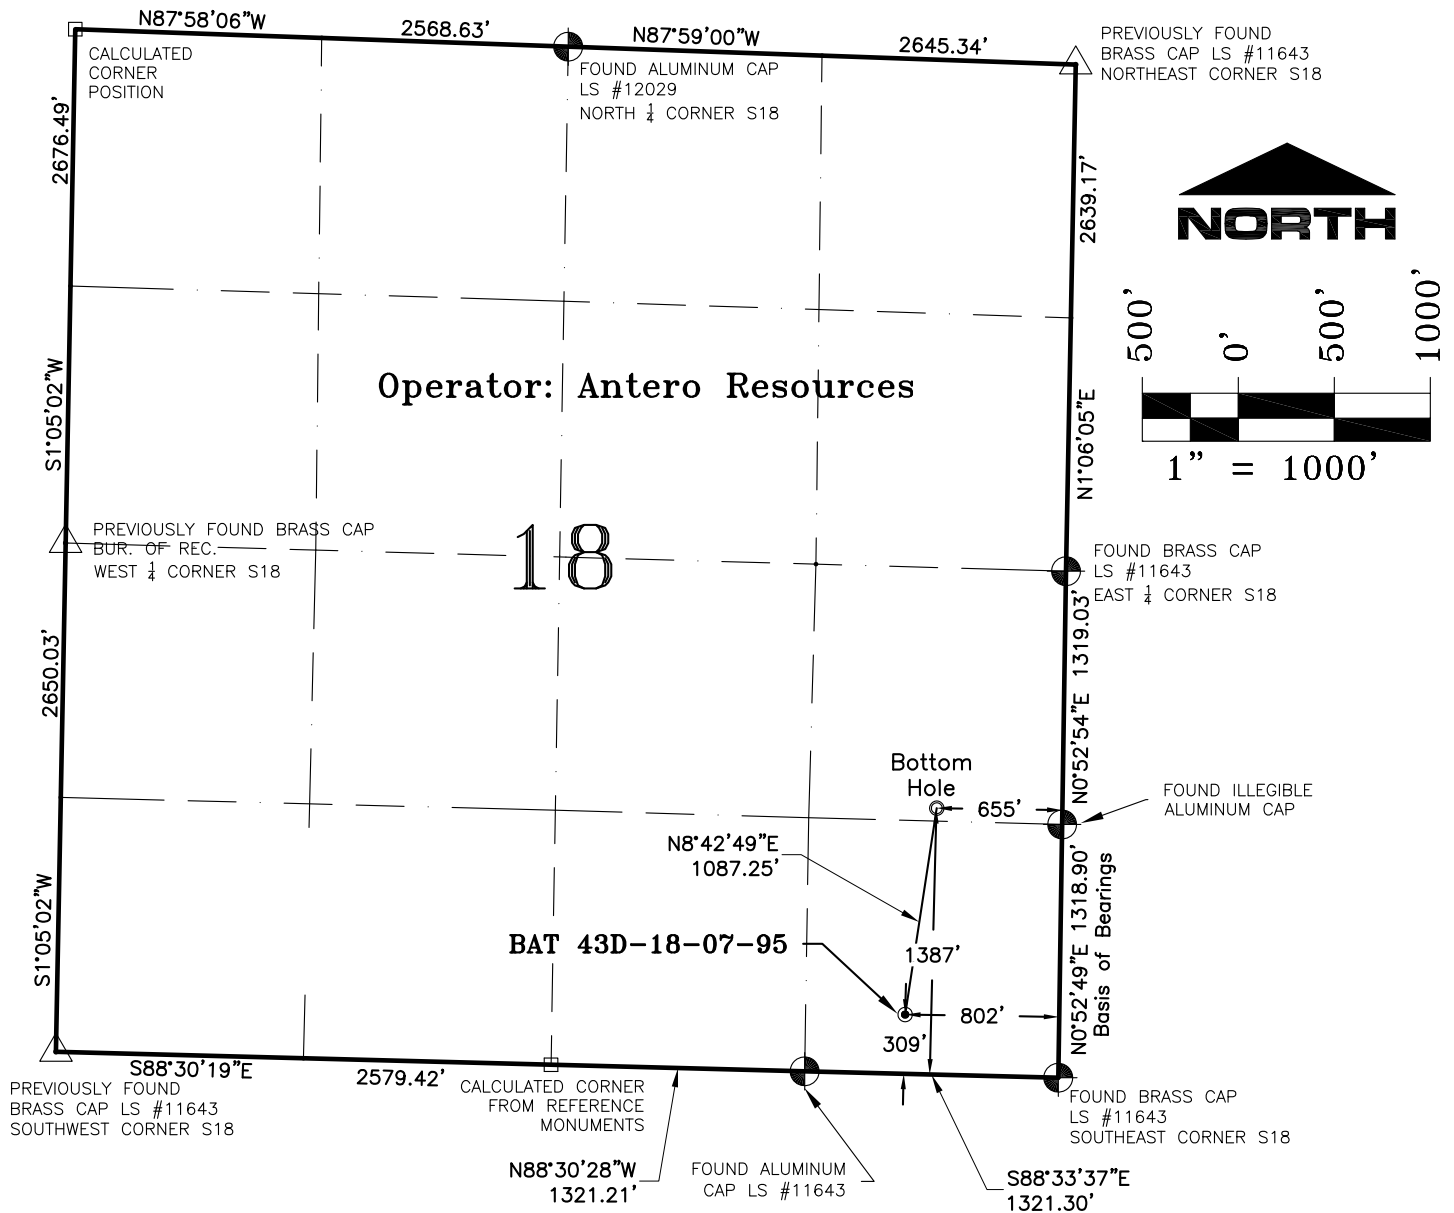 N87°58'06"W
2568.63'
N87°59'00"W
2645.34'
PREVIOUSLY FOUND
BRASS CAP LS #11643
NORTHEAST CORNER S18
CALCULATED
CORNER
POSITION
FOUND ALUMINUM CAP
LS #12029
NORTH 1/4 CORNER S18
2676.49'
2639.17'
NORTH
500'
0'
500'
1000'
1" = 1000'
Operator: Antero Resources
S1°05'02"W
N1°06'05"E
PREVIOUSLY FOUND BRASS CAP
BUR. OF REC.
WEST 1/4 CORNER S18
18
FOUND BRASS CAP
LS #11643
EAST 1/4 CORNER S18
2650.03'
N0°52'54"E 1319.03'
Bottom
Hole
655'
FOUND ILLEGIBLE
ALUMINUM CAP
N8°42'49"E
1087.25'
BAT 43D-18-07-95
1387'
S1°05'02"W
N0°52'49"E 1318.90'
Basis of Bearings
802'
309'
S88°30'19"E
2579.42'
PREVIOUSLY FOUND
BRASS CAP LS #11643
SOUTHWEST CORNER S18
CALCULATED CORNER
FROM REFERENCE
MONUMENTS
FOUND BRASS CAP
LS #11643
SOUTHEAST CORNER S18
N88°30'28"W
1321.21'
FOUND ALUMINUM
CAP LS #11643
S88°33'37"E
1321.30'